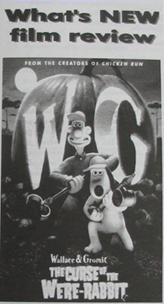 What's NEW
film review
FROM THE CREATORS OF CHICKEN RUN
W G
Wallace & Gromit
THE CURSE OF THE
WERE-RABBIT